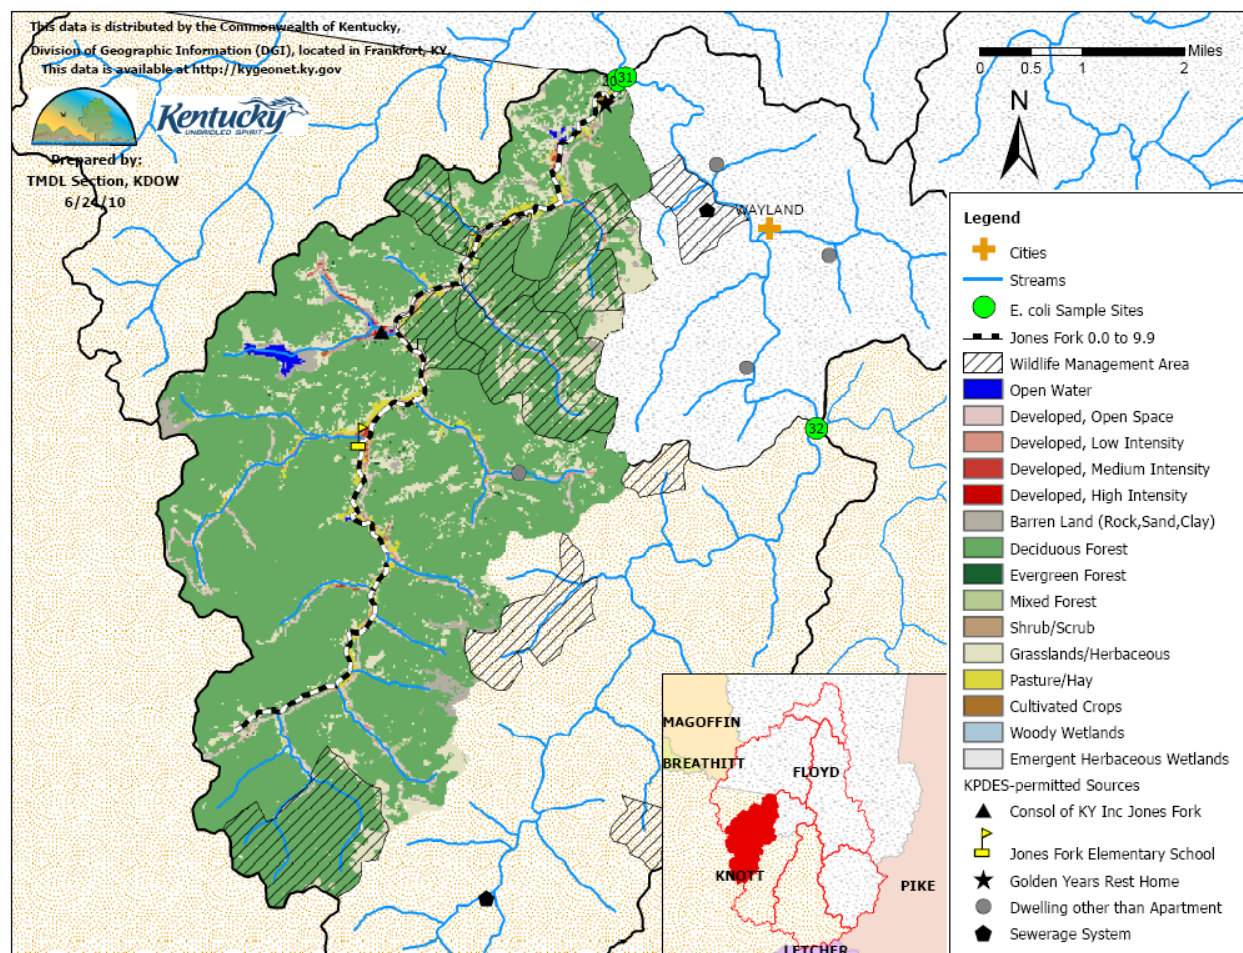 This data is distributed by the Commonwealth of Kentucky,
Division of Geographic Information (DGI), located in Frankfort, KY.
This data is available at http://kygeonet.ky.gov
Kentucky
UNBRIDLED SPIRIT
Prepared by:
TMDL Section, KDOW
6/24/10
Miles
0 0.5 1 2
N
31
WAYLAND
32
Legend
Cities
Streams
E. coli Sample Sites
Jones Fork 0.0 to 9.9
Wildlife Management Area
Open Water
Developed, Open Space
Developed, Low Intensity
Developed, Medium Intensity
Developed, High Intensity
Barren Land (Rock,Sand,Clay)
Deciduous Forest
Evergreen Forest
Mixed Forest
Shrub/Scrub
Grasslands/Herbaceous
Pasture/Hay
Cultivated Crops
Woody Wetlands
Emergent Herbaceous Wetlands
KPDES-permitted Sources
Consol of KY Inc Jones Fork
Jones Fork Elementary School
Golden Years Rest Home
Dwelling other than Apartment
Sewerage System
MAGOFFIN
BREATHITT
FLOYD
KNOTT
PIKE
LETCHER